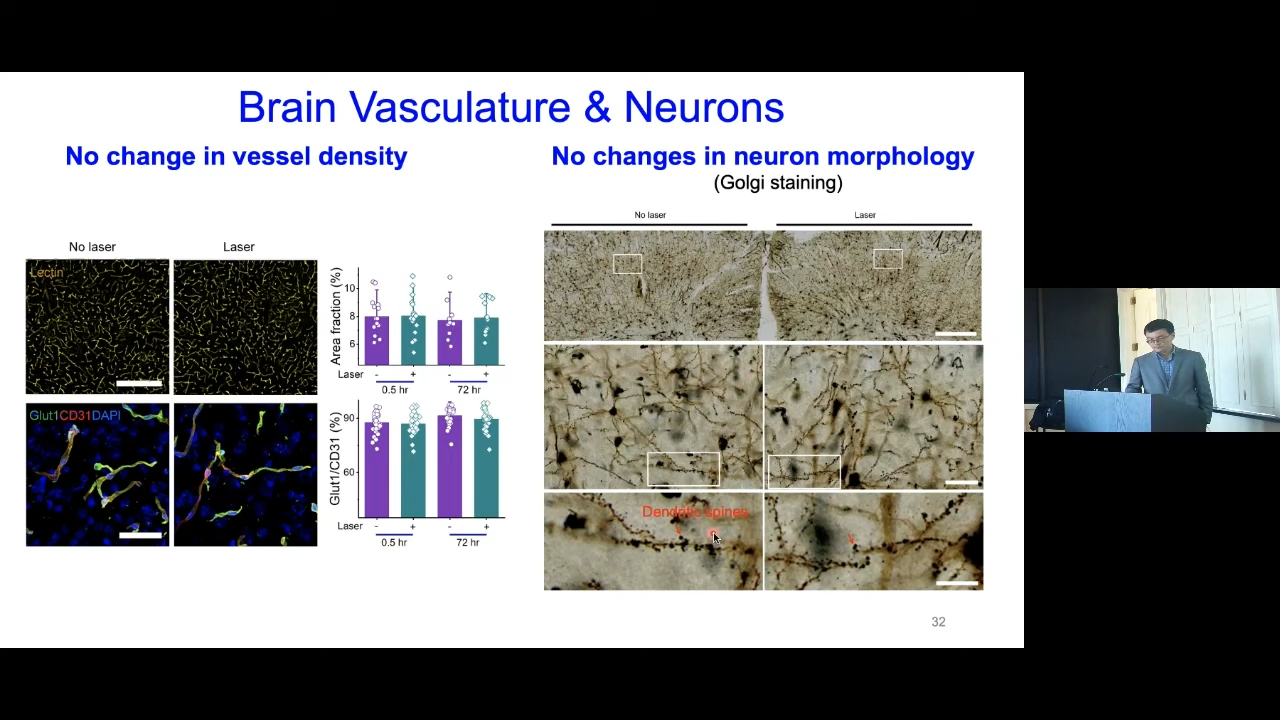 Brain Vasculature & Neurons
No change in vessel density
No changes in neuron morphology
(Golgi staining)
No laser
Laser
Lectin
Glut1CD31DAPI
Area fraction (%)
10
8
6
Laser - + - +
0.5 hr 72 hr
Glut1/CD31 (%)
90
60
Laser - + - +
0.5 hr 72 hr
No laser
Laser
Dendritic spines
32